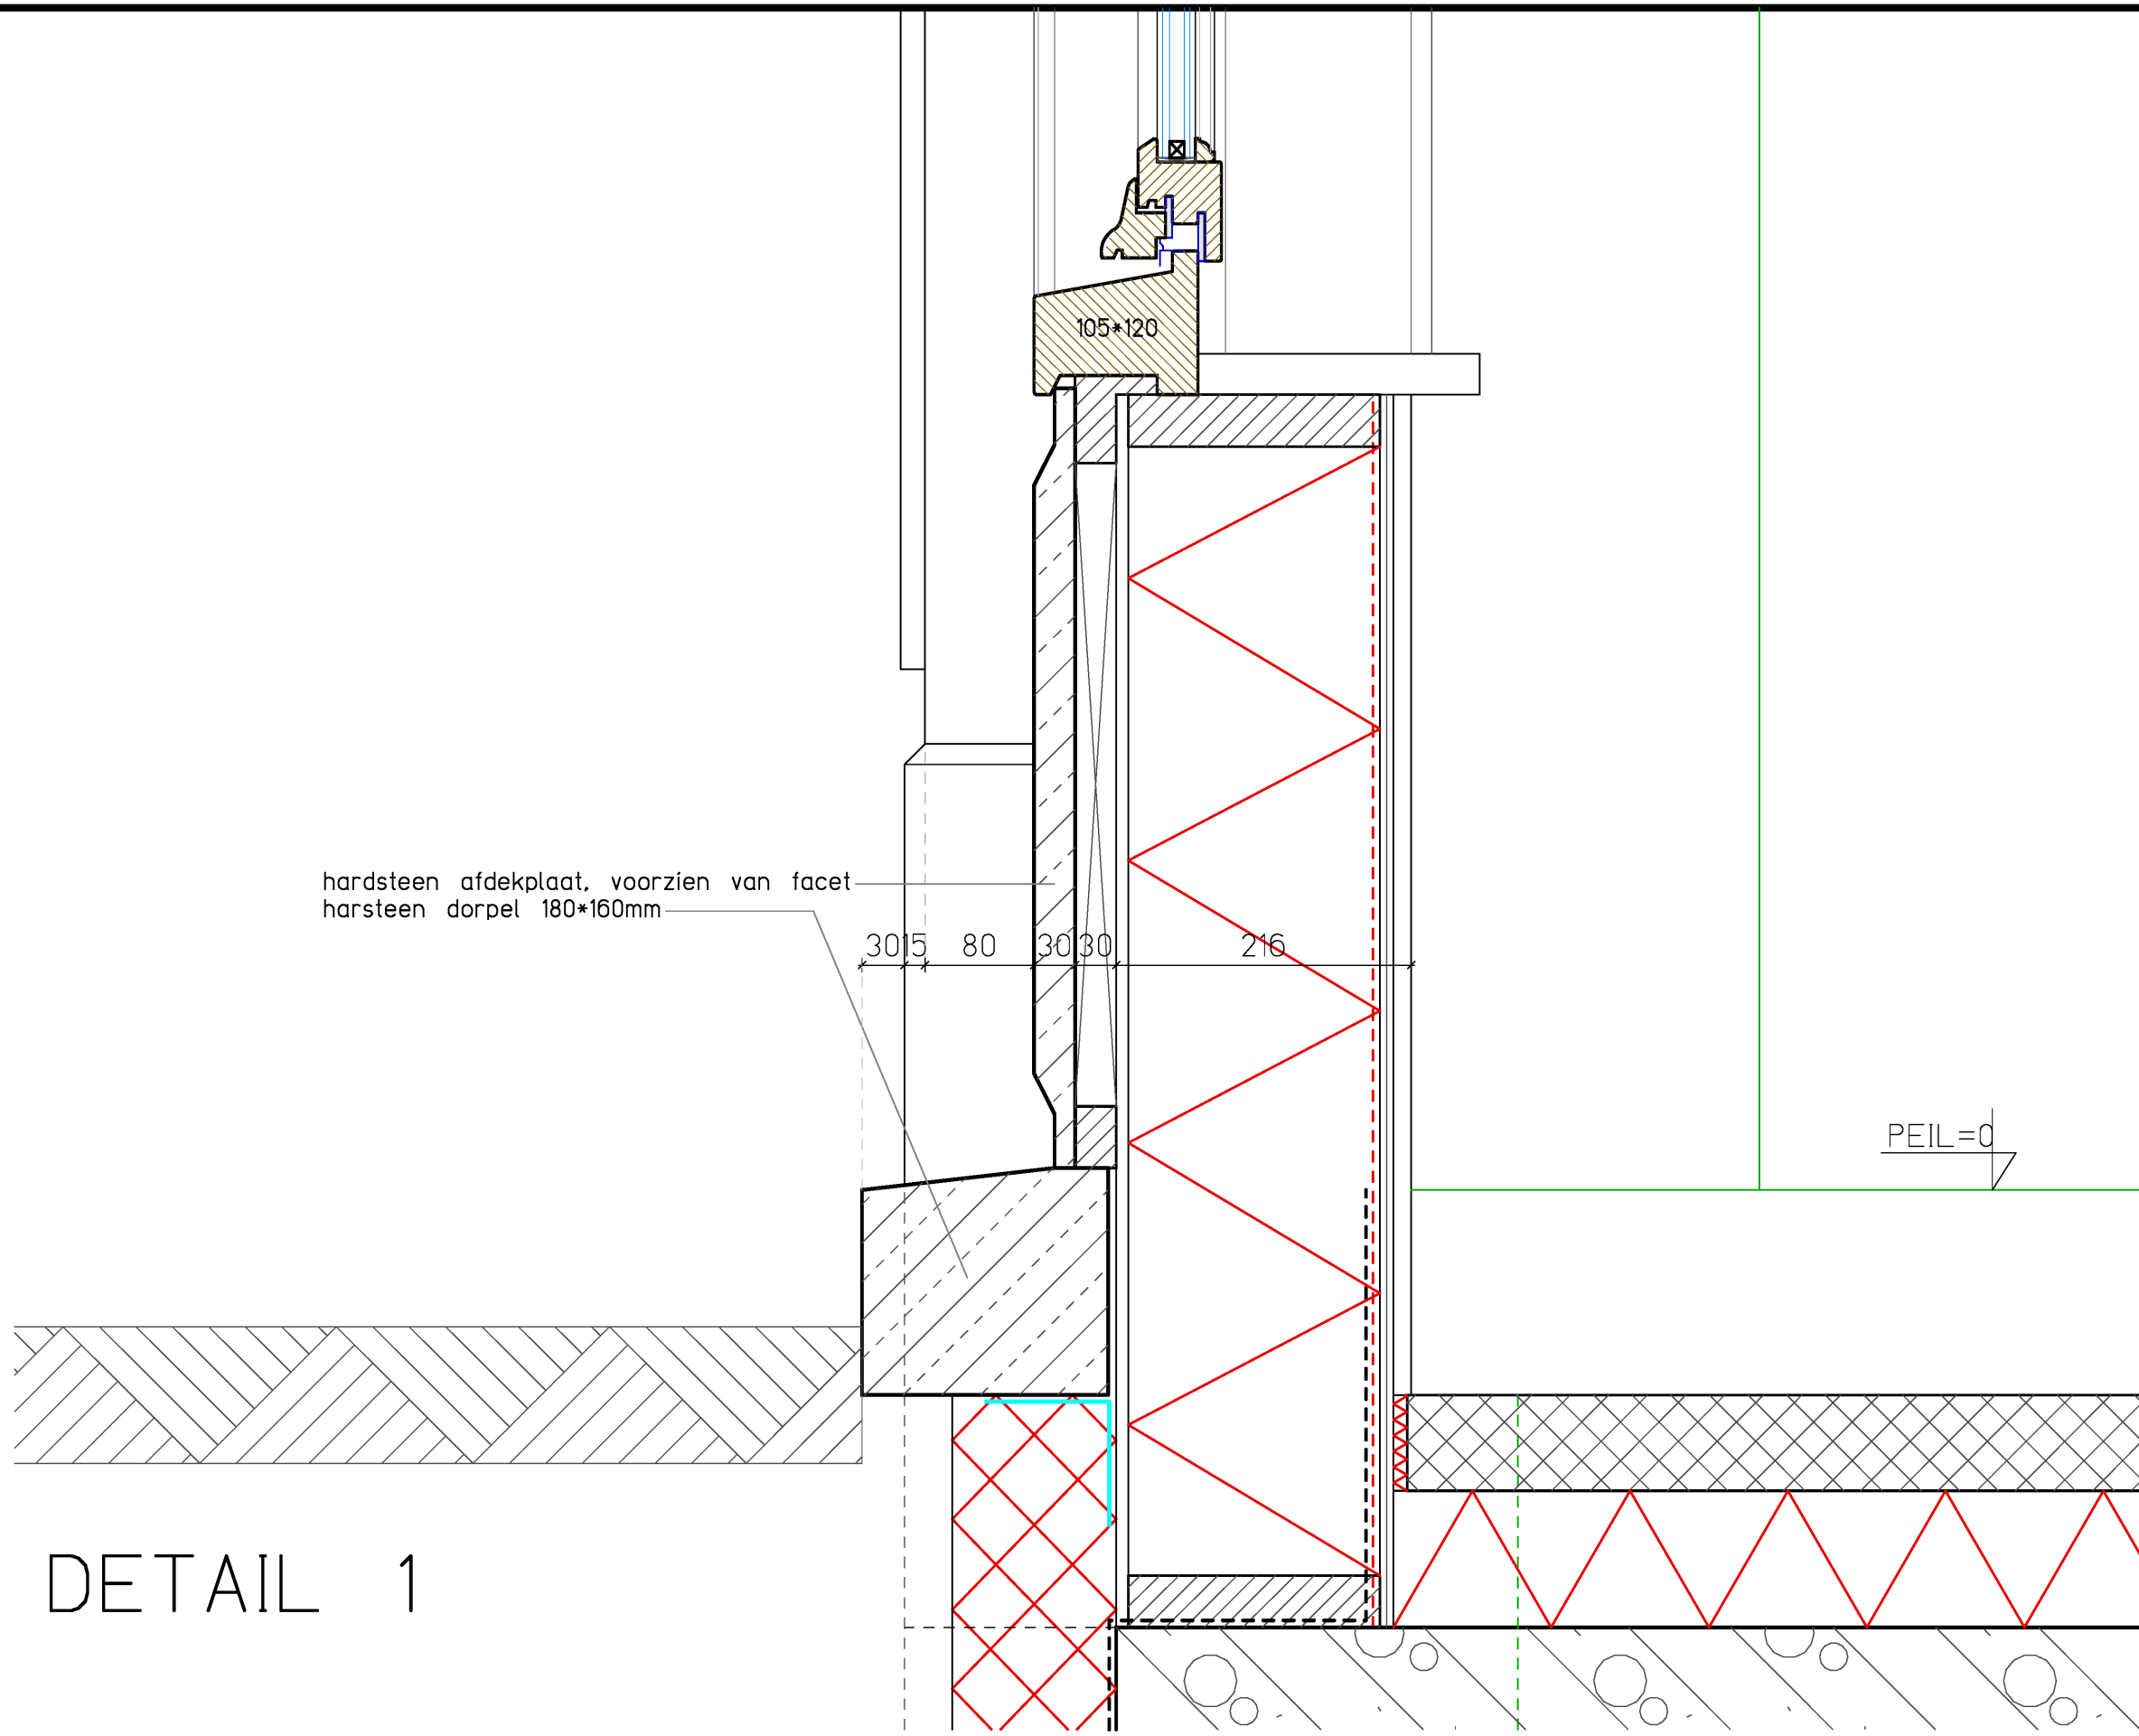 105*120
hardsteen afdekplaat, voorzien van facet
harsteen dorpel 180*160mm
30 15 80 30 30 216
PEIL=0
DETAIL 1